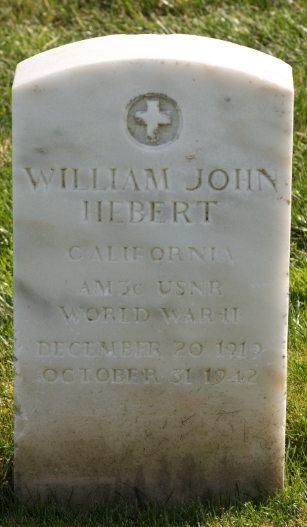 WILLIAM JOHN
HEBERT
CALIFORNIA
AM3C USNR
WORLD WAR II
DECEMBER 20 1919
OCTOBER 31 1942